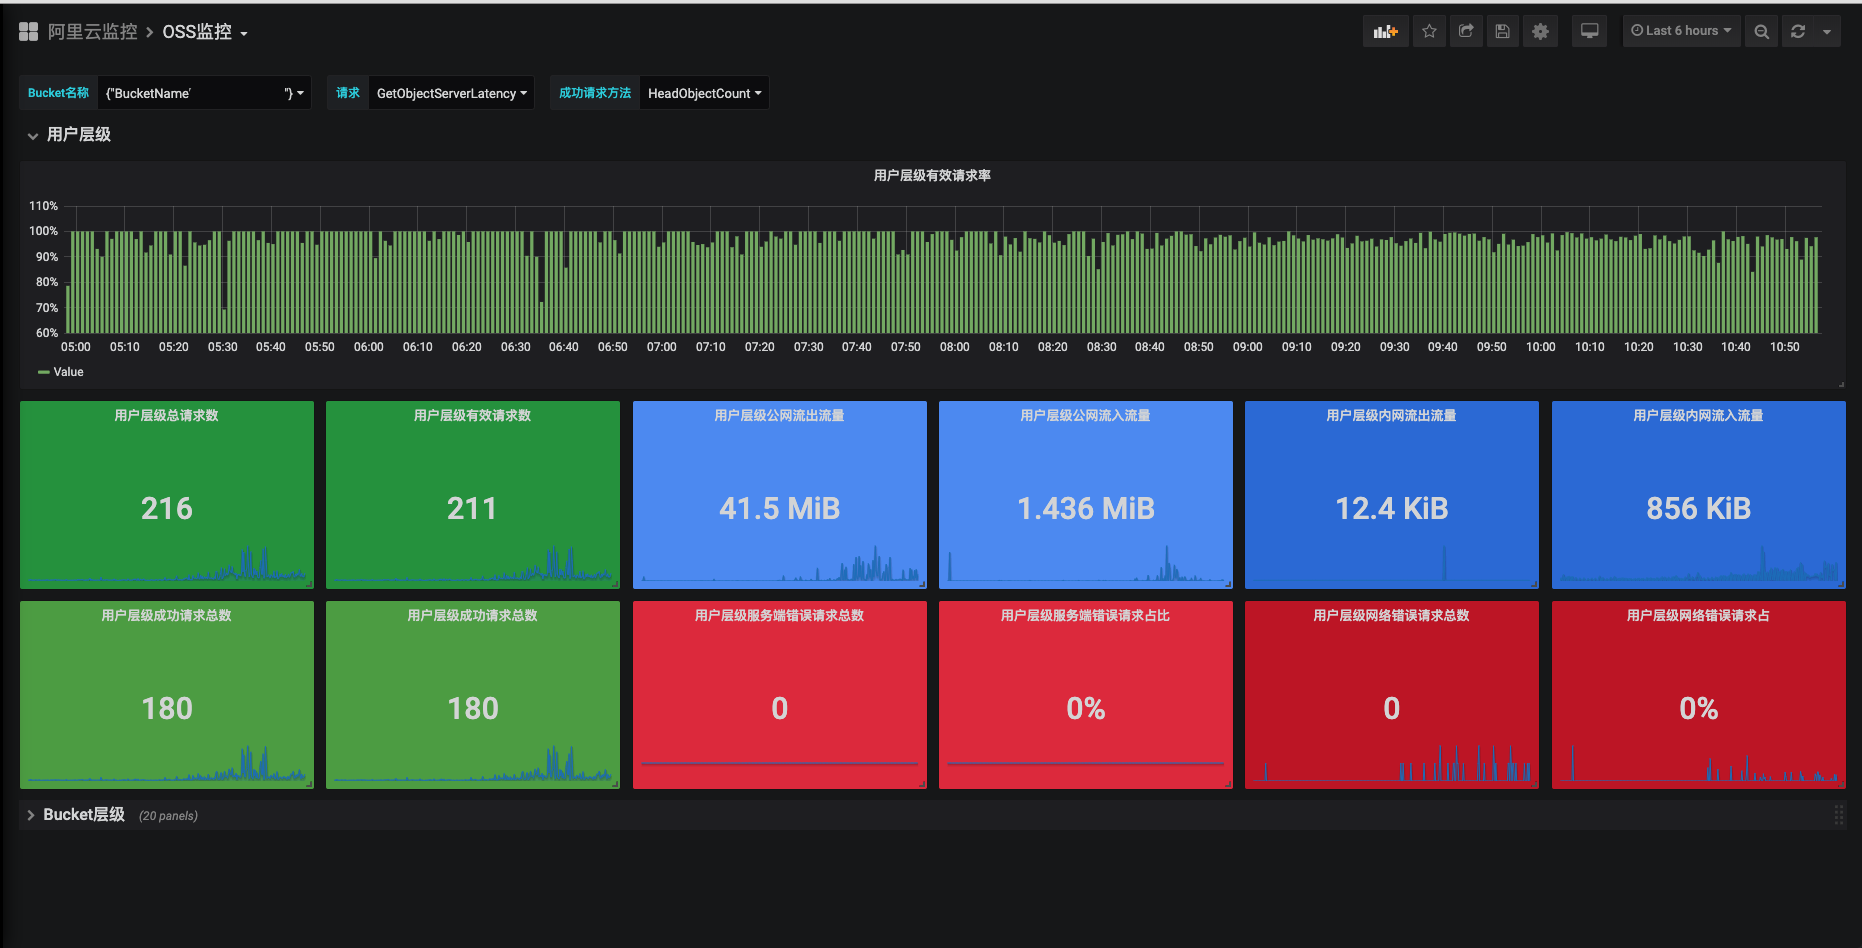 阿里云监控 > OSS监控
Last 6 hours
Bucket名称 {"BucketName' "} 请求 GetObjectServerLatency 成功请求方法 HeadObjectCount
用户层级
用户层级有效请求率
110%
100%
90%
80%
70%
60%
05:00 05:10 05:20 05:30 05:40 05:50 06:00 06:10 06:20 06:30 06:40 06:50 07:00 07:10 07:20 07:30 07:40 07:50 08:00 08:10 08:20 08:30 08:40 08:50 09:00 09:10 09:20 09:30 09:40 09:50 10:00 10:10 10:20 10:30 10:40 10:50
Value
用户层级总请求数 用户层级有效请求数 用户层级公网流出流量 用户层级公网流入流量 用户层级内网流出流量 用户层级内网流入流量
216 211 41.5 MiB 1.436 MiB 12.4 KiB 856 KiB
用户层级成功请求总数 用户层级成功请求总数 用户层级服务端错误请求总数 用户层级服务端错误请求占比 用户层级网络错误请求总数 用户层级网络错误请求占
180 180 0 0% 0 0%
Bucket层级 (20 panels)